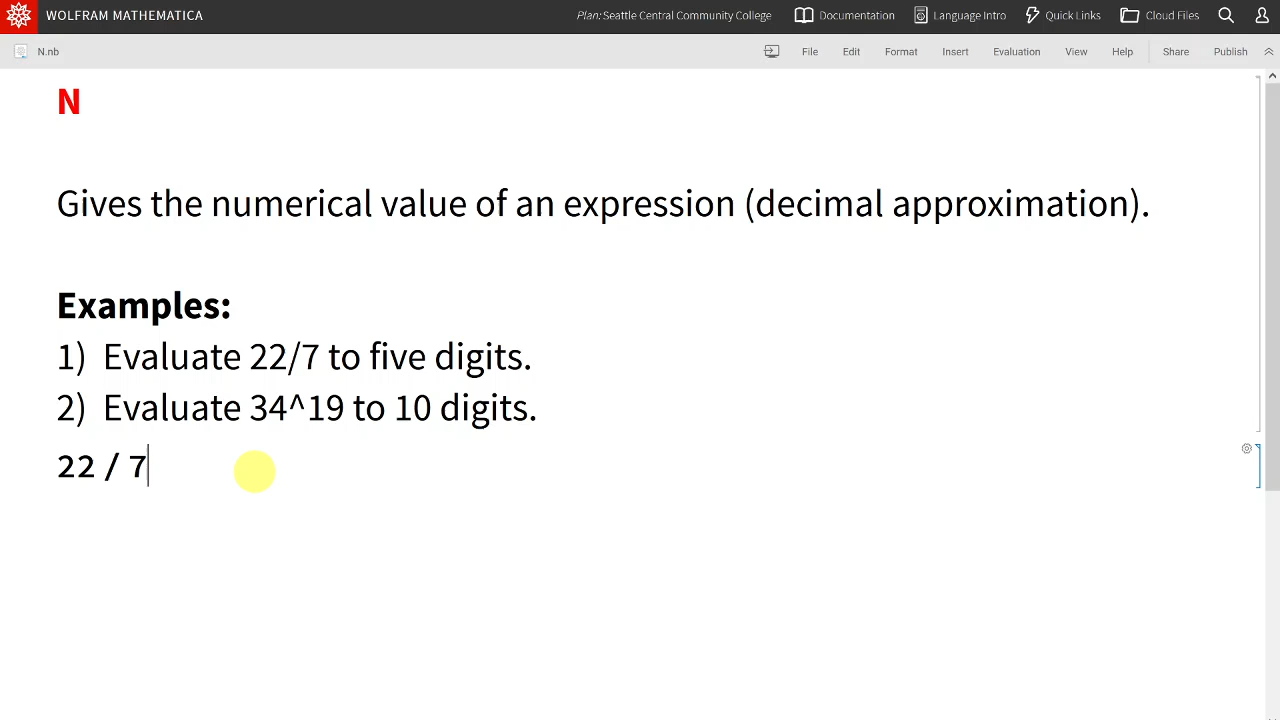 WOLFRAM MATHEMATICA Plan: Seattle Central Community College Documentation Language Intro Quick Links Cloud Files
N.nb File Edit Format Insert Evaluation View Help Share Publish
N
Gives the numerical value of an expression (decimal approximation).
Examples:
1) Evaluate 22/7 to five digits.
2) Evaluate 34^19 to 10 digits.
22 / 7